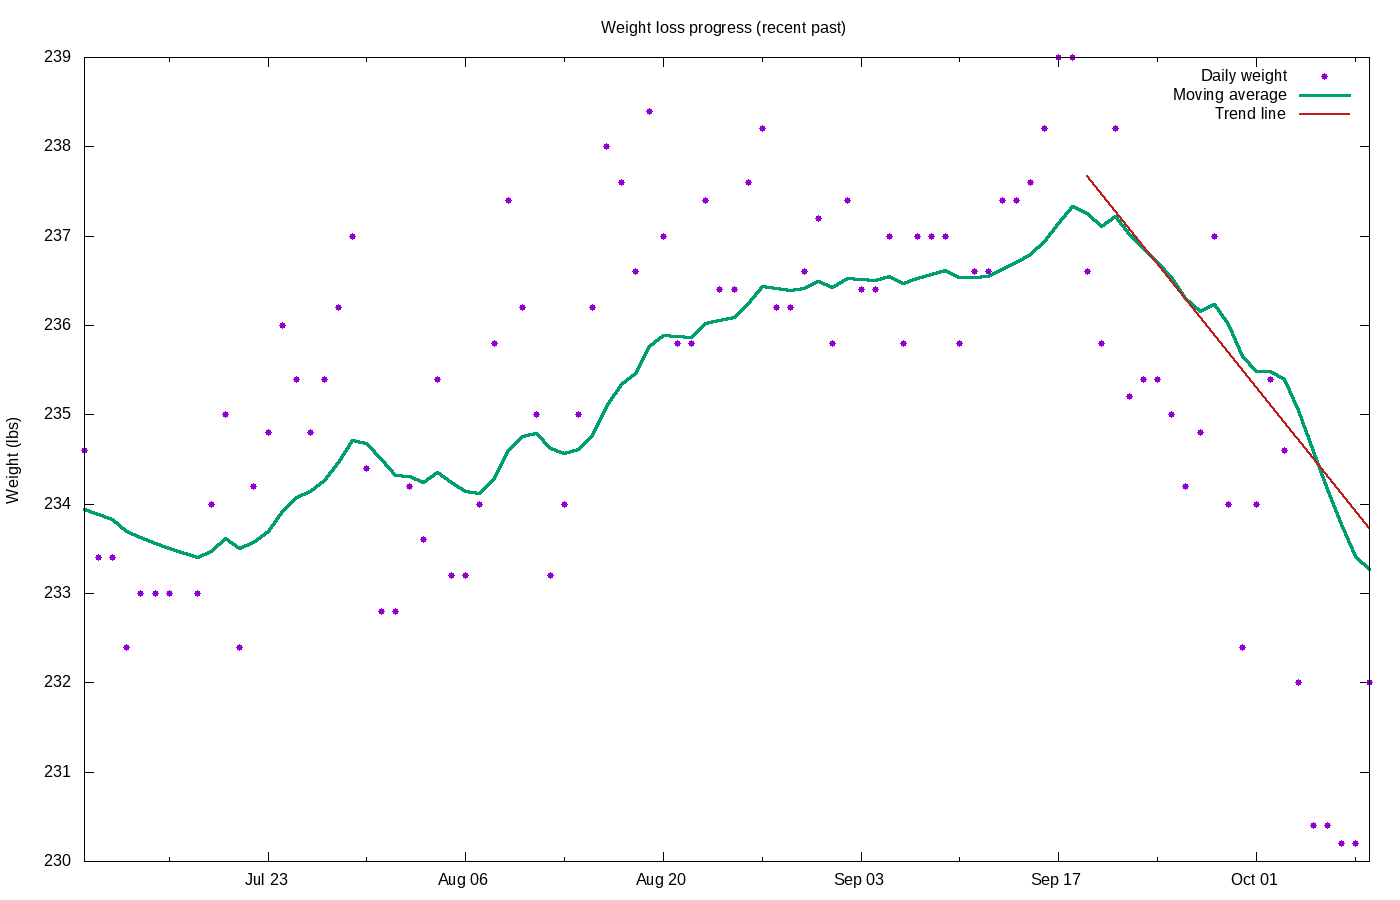 Weight loss progress (recent past)
Daily weight
Moving average
Trend line
239
238
237
236
235
234
233
232
231
230
Weight (lbs)
Jul 23
Aug 06
Aug 20
Sep 03
Sep 17
Oct 01